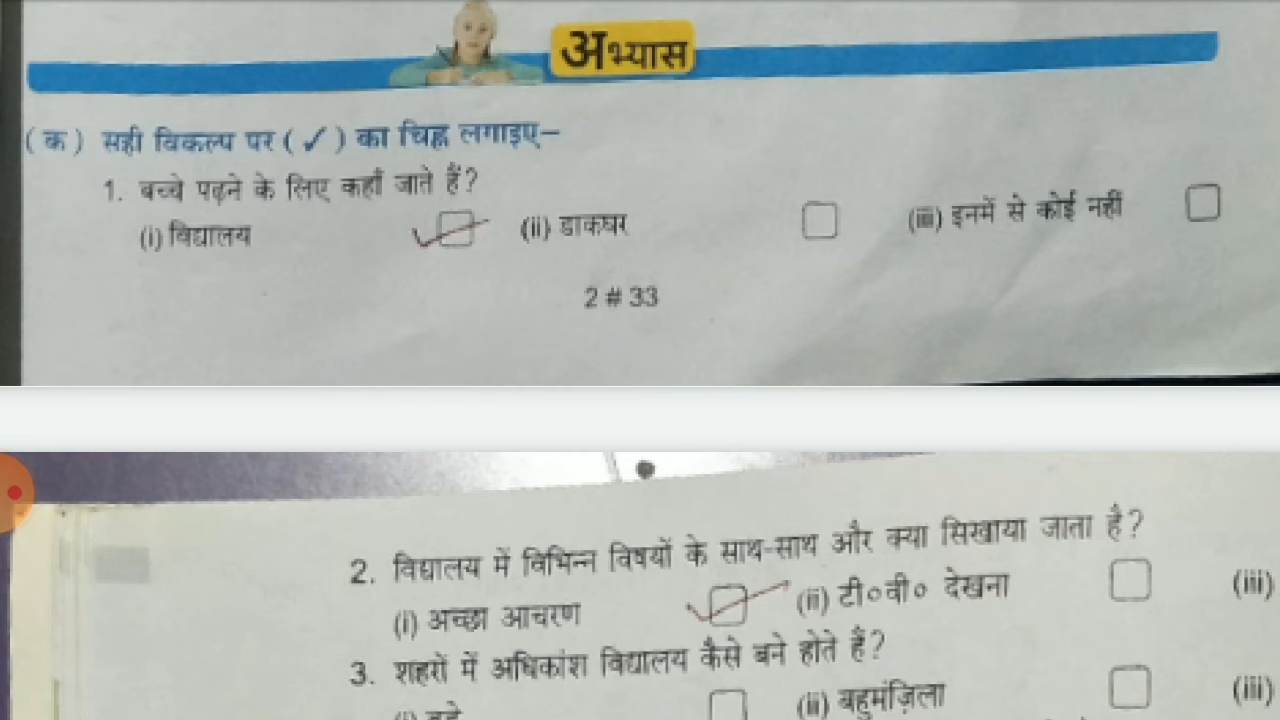 अभ्यास
(क) सही विकल्प पर (✓) का चिह्न लगाइए–
1. बच्चे पढ़ने के लिए कहाँ जाते हैं?
(i) विद्यालय (ii) डाकघर (iii) इनमें से कोई नहीं
2 # 33
2. विद्यालय में विभिन्न विषयों के साथ-साथ और क्या सिखाया जाता है?
(i) अच्छा आचरण (ii) टी०वी० देखना (iii)
3. शहरों में अधिकांश विद्यालय कैसे बने होते हैं?
(i) (ii) बहुमंज़िला (iii)